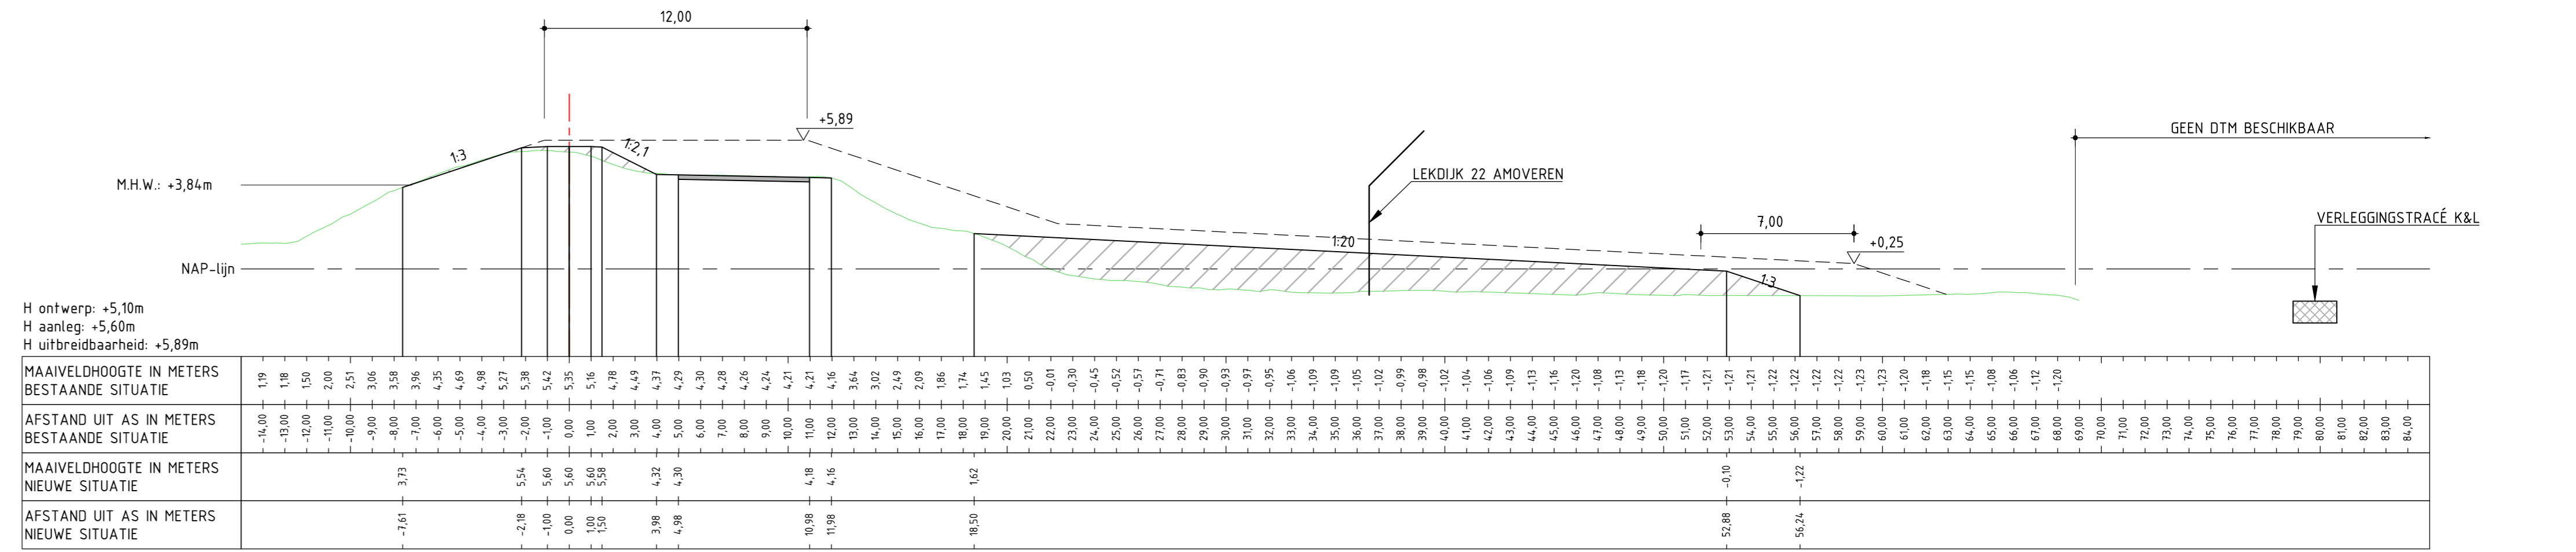 12,00
+5,89
GEEN DTM BESCHIKBAAR
1:3
1:2,1
M.H.W.: +3,84m
LEKDIJK 22 AMOVEREN
VERLEGGINGSTRACÉ K&L
7,00
1:20
+0,25
NAP-lijn
1:3
H ontwerp: +5,10m
H aanleg: +5,60m
H uitbreidbaarheid: +5,89m
MAAIVELDHOOGTE IN METERS
BESTAANDE SITUATIE
1,19 1,18 1,50 2,00 2,51 3,06 3,58 3,96 4,35 4,69 4,98 5,27 5,38 5,42 5,35 5,16 4,78 4,49 4,37 4,29 4,30 4,28 4,26 4,24 4,21 4,21 4,16 3,64 3,02 2,49 2,09 1,86 1,74 1,45 1,03 0,50 -0,01 -0,30 -0,45 -0,52 -0,57 -0,71 -0,83 -0,90 -0,93 -0,97 -0,95 -1,06 -1,09 -1,09 -1,05 -1,02 -0,99 -0,98 -1,02 -1,04 -1,06 -1,09 -1,13 -1,16 -1,20 -1,08 -1,13 -1,18 -1,20 -1,17 -1,21 -1,21 -1,21 -1,22 -1,22 -1,22 -1,22 -1,23 -1,23 -1,20 -1,18 -1,15 -1,15 -1,08 -1,06 -1,12 -1,20
AFSTAND UIT AS IN METERS
BESTAANDE SITUATIE
-14,00 -13,00 -12,00 -11,00 -10,00 -9,00 -8,00 -7,00 -6,00 -5,00 -4,00 -3,00 -2,00 -1,00 0,00 1,00 2,00 3,00 4,00 5,00 6,00 7,00 8,00 9,00 10,00 11,00 12,00 13,00 14,00 15,00 16,00 17,00 18,00 19,00 20,00 21,00 22,00 23,00 24,00 25,00 26,00 27,00 28,00 29,00 30,00 31,00 32,00 33,00 34,00 35,00 36,00 37,00 38,00 39,00 40,00 41,00 42,00 43,00 44,00 45,00 46,00 47,00 48,00 49,00 50,00 51,00 52,00 53,00 54,00 55,00 56,00 57,00 58,00 59,00 60,00 61,00 62,00 63,00 64,00 65,00 66,00 67,00 68,00 69,00 70,00 71,00 72,00 73,00 74,00 75,00 76,00 77,00 78,00 79,00 80,00 81,00 82,00 83,00 84,00
MAAIVELDHOOGTE IN METERS
NIEUWE SITUATIE
3,73 5,54 5,60 5,60 5,60 5,58 4,32 4,30 4,18 4,16 1,62 -0,10 -1,22
AFSTAND UIT AS IN METERS
NIEUWE SITUATIE
-7,61 -2,18 -1,00 0,00 1,00 1,50 3,98 4,98 10,98 11,98 18,50 52,88 56,24